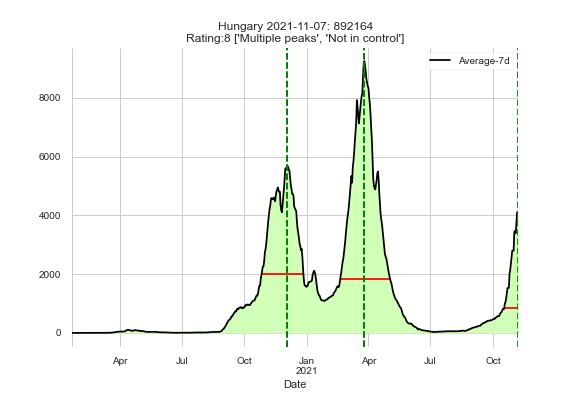 Hungary 2021-11-07: 892164
Rating:8 ['Multiple peaks', 'Not in control']
Average-7d
8000
6000
4000
2000
0
Apr
Jul
Oct
Jan
2021
Apr
Jul
Oct
Date